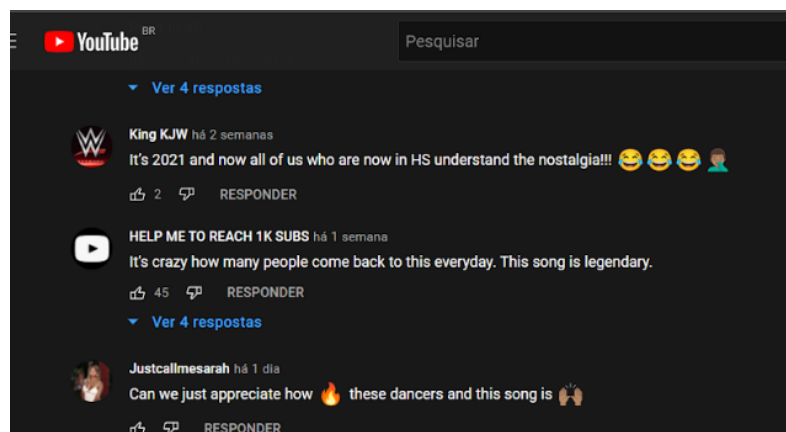 YouTube BR
Pesquisar
Ver 4 respostas
King KJW há 2 semanas
It's 2021 and now all of us who are now in HS understand the nostalgia!!! 😂 😂 😂 🤦🏽‍♂️
2 RESPONDER
HELP ME TO REACH 1K SUBS há 1 semana
It's crazy how many people come back to this everyday. This song is legendary.
45 RESPONDER
Ver 4 respostas
Justcallmesarah há 1 dia
Can we just appreciate how 🔥 these dancers and this song is 🙌🏽
RESPONDER